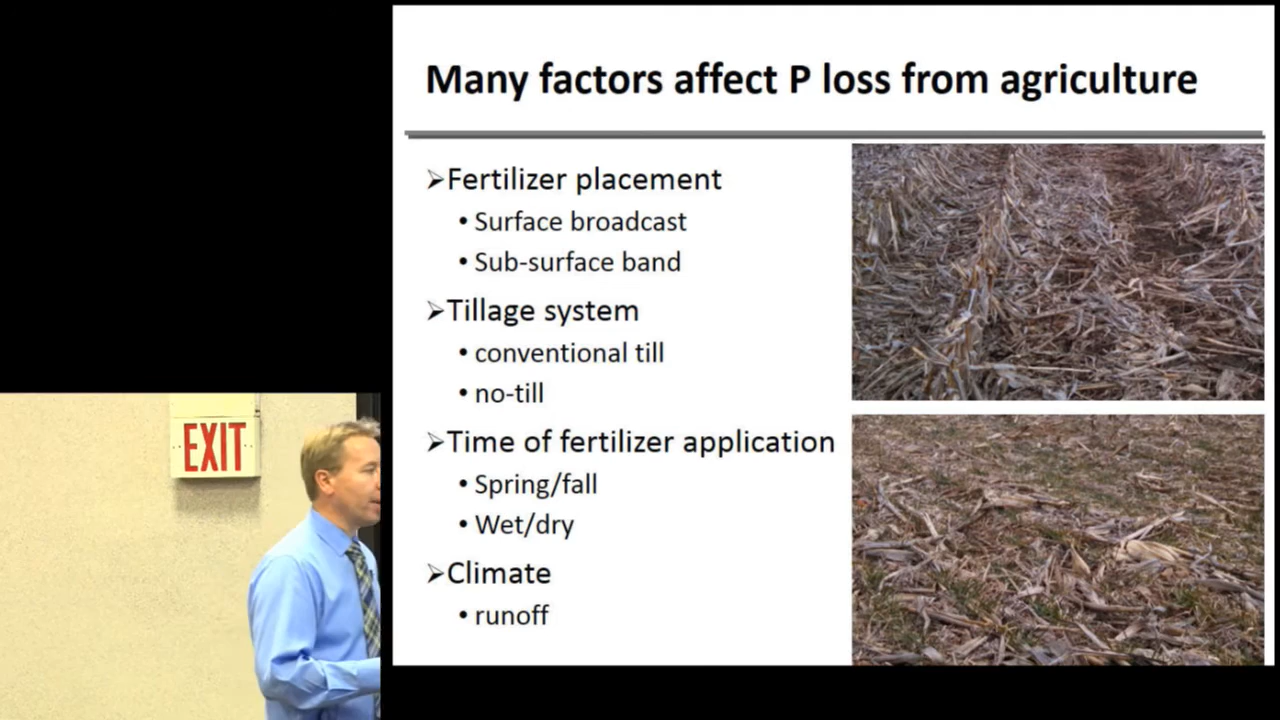 Many factors affect P loss from agriculture
➢Fertilizer placement
• Surface broadcast
• Sub-surface band
➢Tillage system
• conventional till
• no-till
➢Time of fertilizer application
• Spring/fall
• Wet/dry
➢Climate
• runoff
EXIT